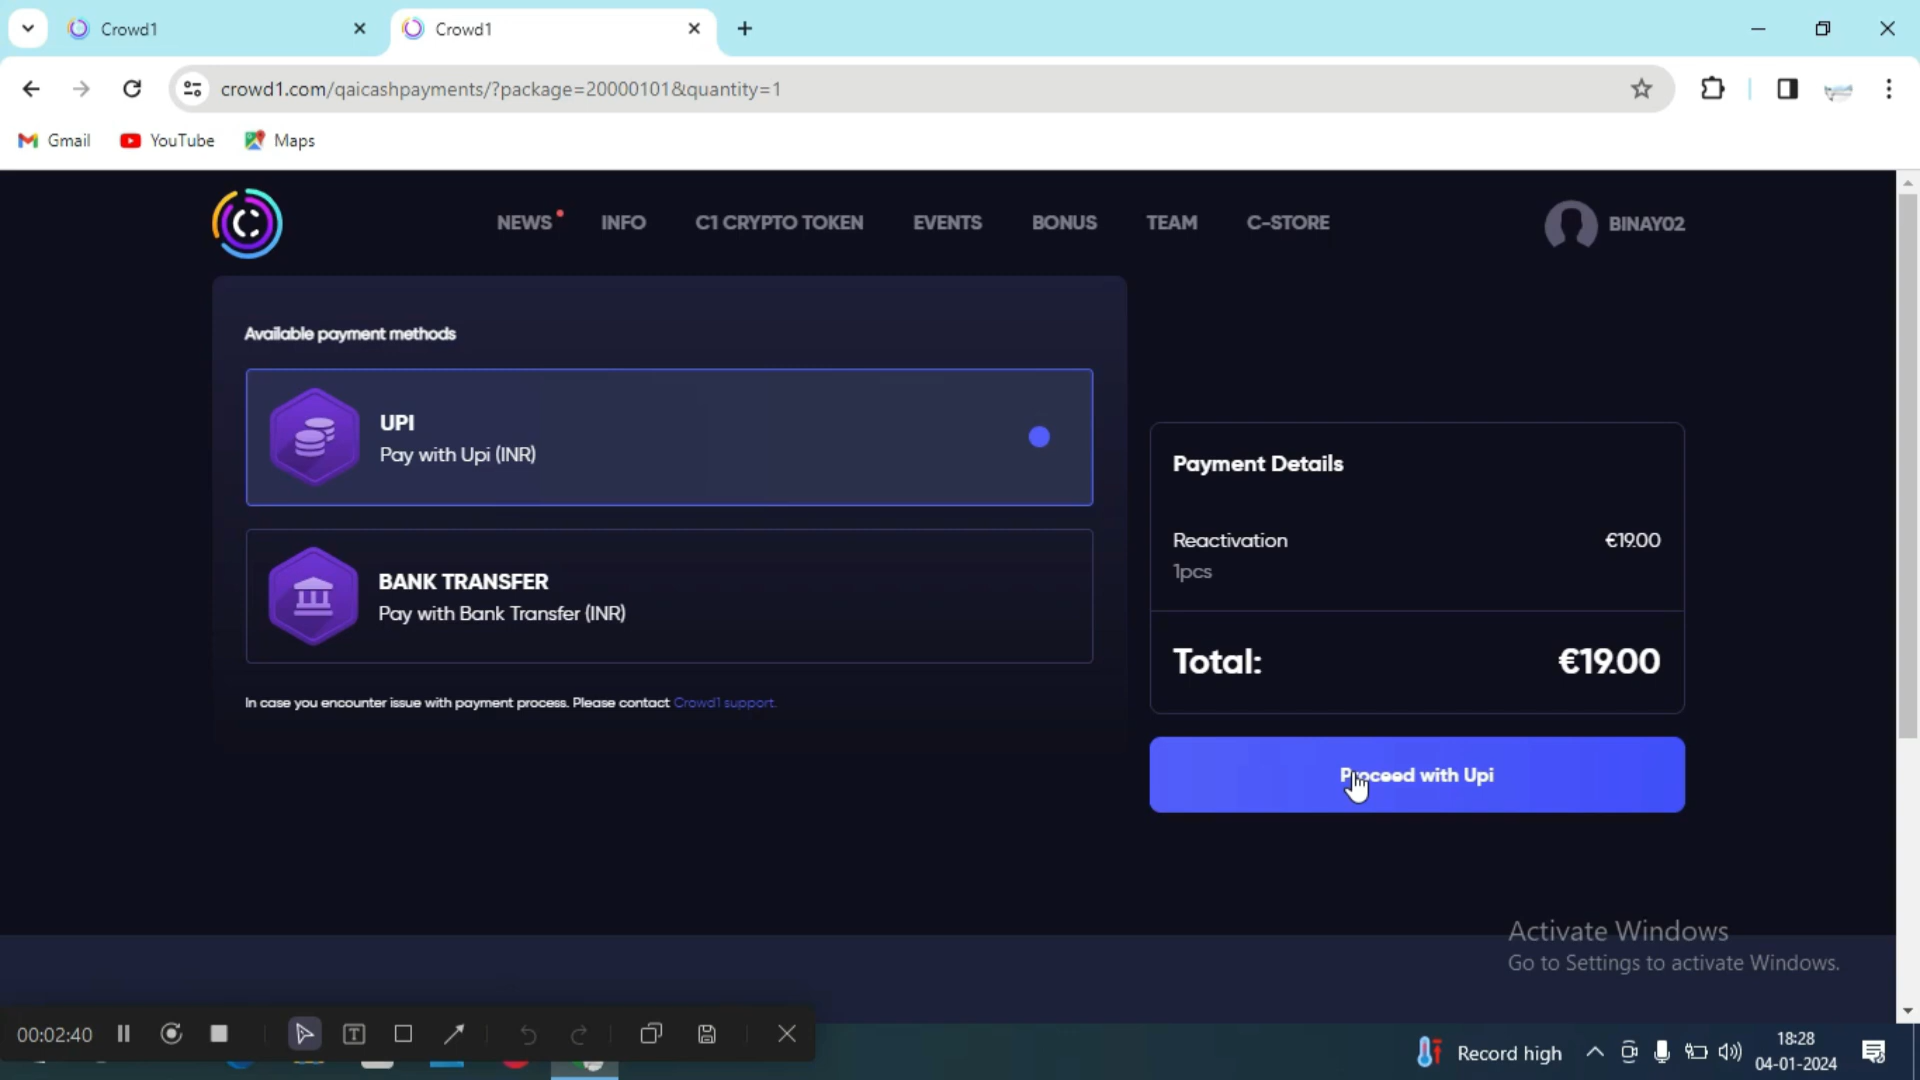 Crowd1
Crowd1
crowd1.com/qaicashpayments/?package=20000101&quantity=1
Gmail
YouTube
Maps
NEWS
INFO
C1 CRYPTO TOKEN
EVENTS
BONUS
TEAM
C-STORE
BINAY02
Available payment methods
UPI
Pay with Upi (INR)
BANK TRANSFER
Pay with Bank Transfer (INR)
In case you encounter issue with payment process. Please contact Crowd1 support.
Payment Details
Reactivation €19.00
1pcs
Total: €19.00
Proceed with Upi
Activate Windows
Go to Settings to activate Windows.
00:02:40
Record high
18:28
04-01-2024